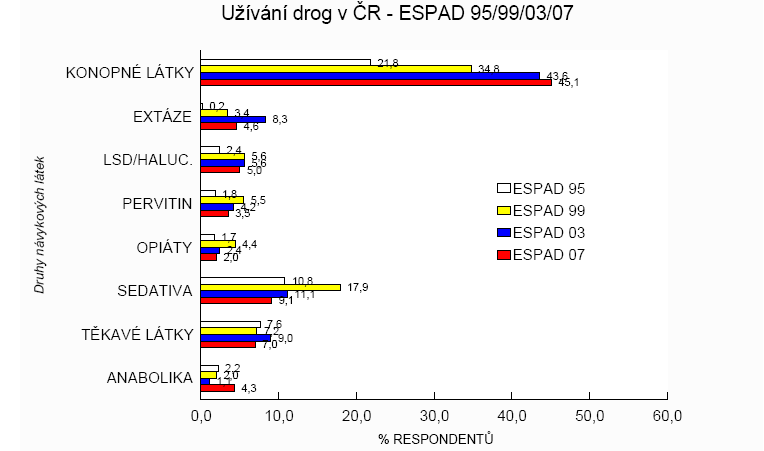 Užívání drog v ČR - ESPAD 95/99/03/07
Druhy návykových látek
KONOPNÉ LÁTKY
21,8
34,8
43,6
45,1
EXTÁZE
0,2
3,4
8,3
4,6
LSD/HALUC.
2,4
5,6
5,6
5,0
PERVITIN
1,8
5,5
4,2
3,5
OPIÁTY
1,7
4,4
2,4
2,0
SEDATIVA
10,8
17,9
11,1
9,1
TĚKAVÉ LÁTKY
7,6
7,2
9,0
7,0
ANABOLIKA
2,2
2,0
4,3
ESPAD 95
ESPAD 99
ESPAD 03
ESPAD 07
0,0 10,0 20,0 30,0 40,0 50,0 60,0
% RESPONDENTŮ